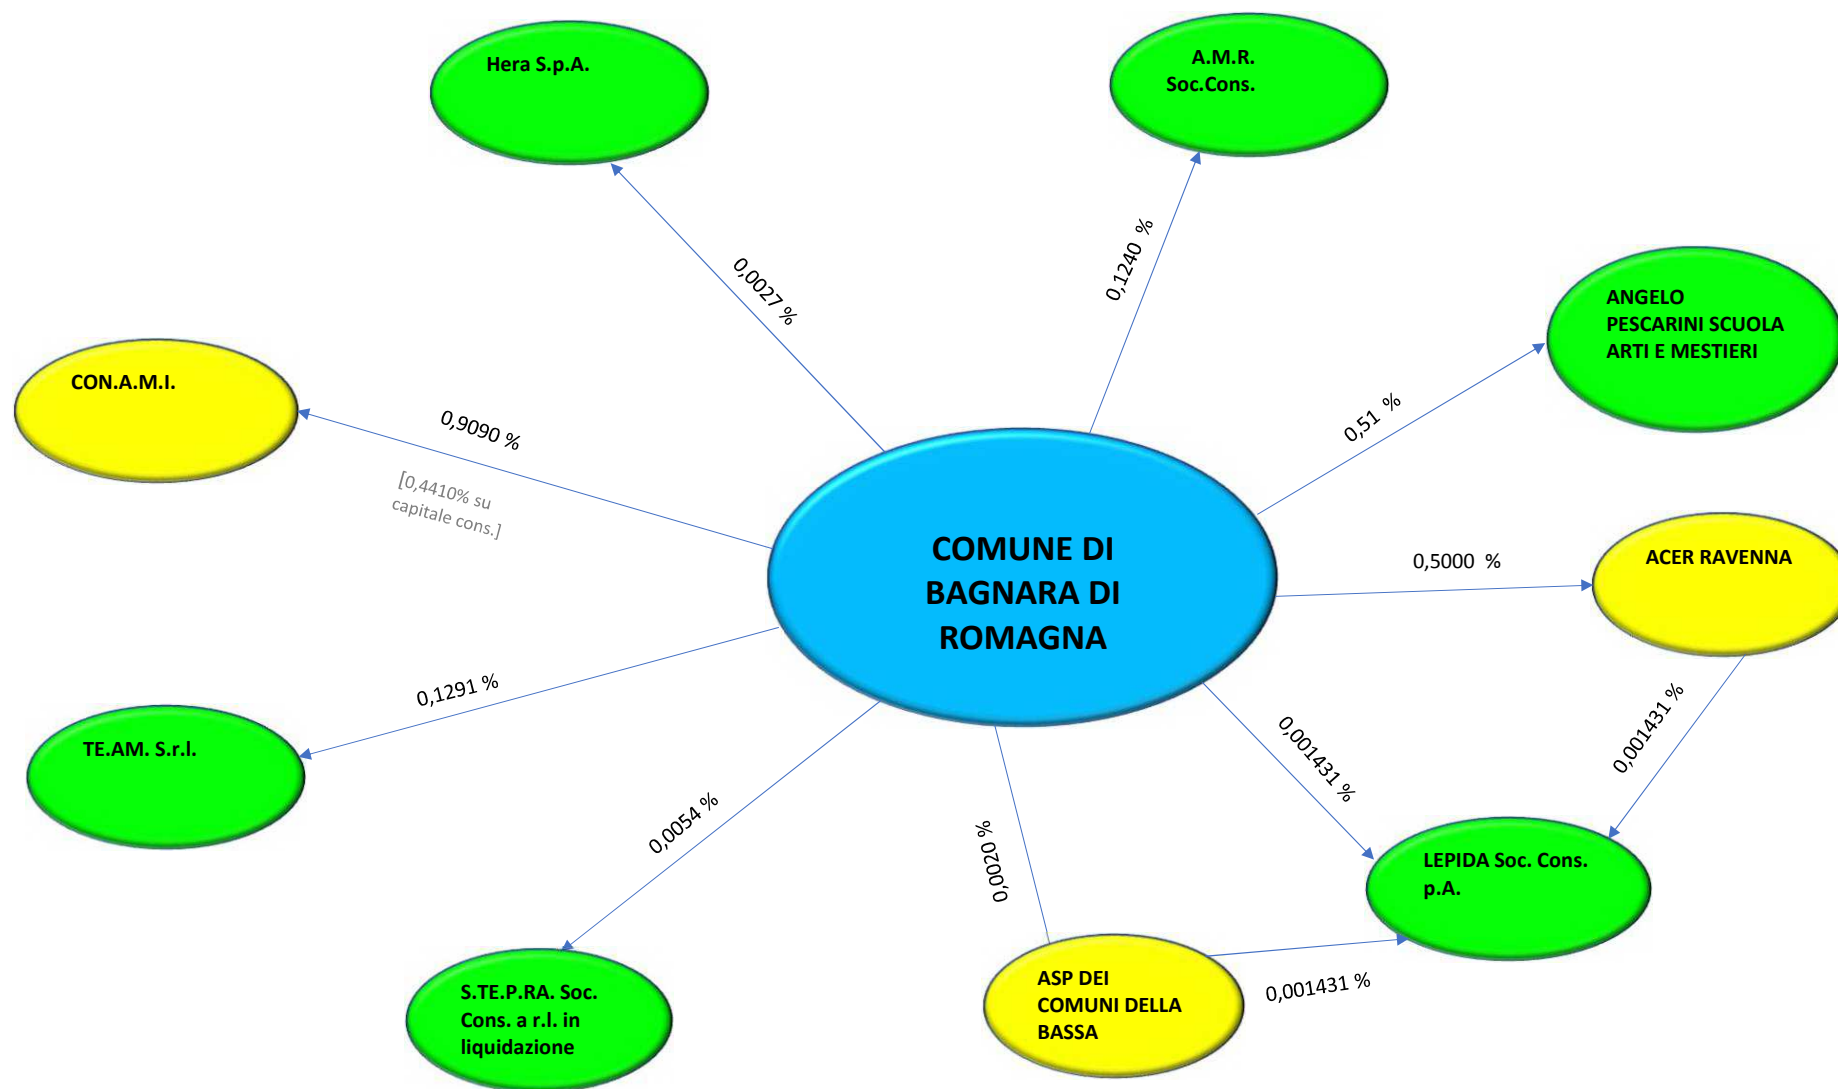 Hera S.p.A.
A.M.R.
Soc.Cons.
0,0027 %
0,1240 %
ANGELO
PESCARINI SCUOLA
ARTI E MESTIERI
CON.A.M.I.
0,9090 %
[0,4410% su
capitale cons.]
0,51 %
COMUNE DI
BAGNARA DI
ROMAGNA
0,5000 %
ACER RAVENNA
0,1291 %
TE.AM. S.r.l.
0,001431 %
0,001431 %
0,0054 %
0,0020 %
LEPIDA Soc. Cons.
p.A.
S.TE.P.RA. Soc.
Cons. a r.l. in
liquidazione
ASP DEI
COMUNI DELLA
BASSA
0,001431 %